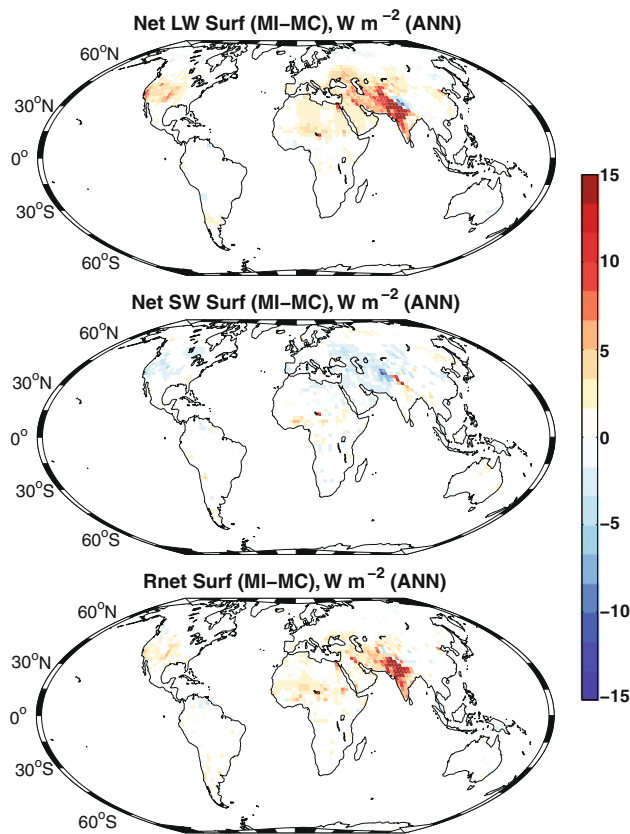 Net LW Surf (MI−MC), W m⁻² (ANN)
60°N
30°N
0°
30°S
60°S
Net SW Surf (MI−MC), W m⁻² (ANN)
60°N
30°N
0°
30°S
60°S
Rnet Surf (MI−MC), W m⁻² (ANN)
60°N
30°N
0°
30°S
60°S
15
10
5
0
−5
−10
−15